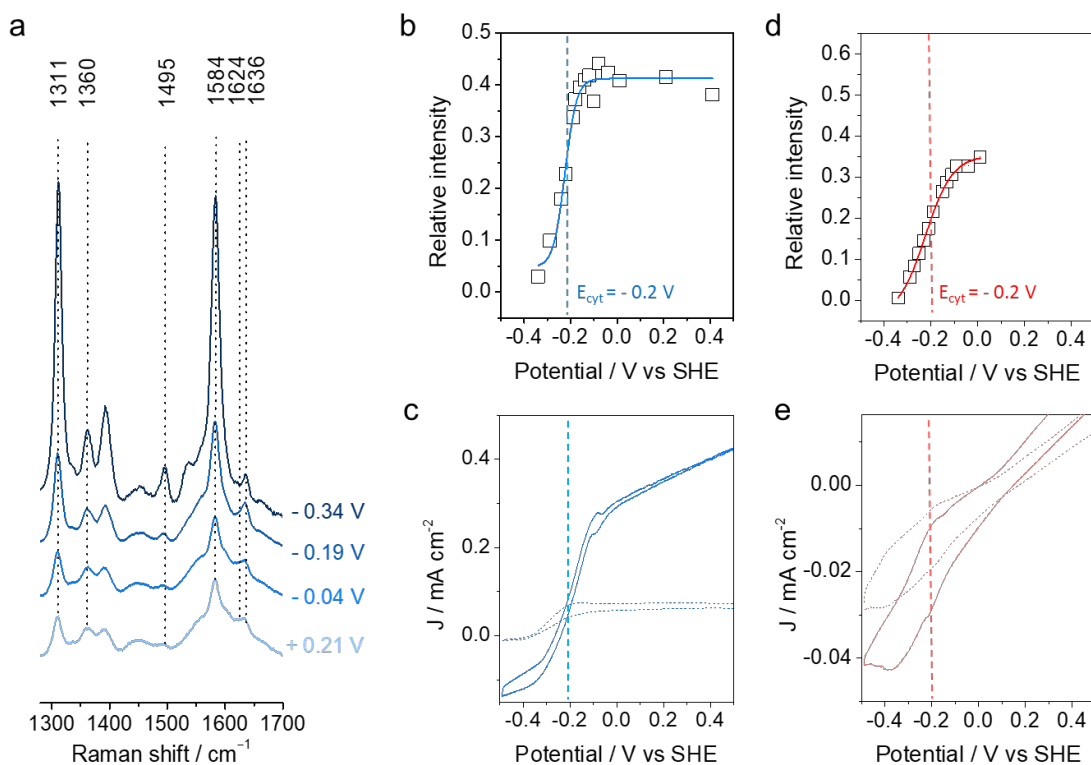 a
1311
1360
1495
1584
1624
1636
- 0.34 V
- 0.19 V
- 0.04 V
+ 0.21 V
1300 1400 1500 1600 1700
Raman shift / cm⁻¹
b
0.5
0.4
0.3
0.2
0.1
0.0
Relative intensity
E_cyt = - 0.2 V
-0.4 -0.2 0.0 0.2 0.4
Potential / V vs SHE
c
0.4
0.2
0.0
J / mA cm⁻²
-0.4 -0.2 0.0 0.2 0.4
Potential / V vs SHE
d
0.6
0.5
0.4
0.3
0.2
0.1
0.0
Relative intensity
E_cyt = - 0.2 V
-0.4 -0.2 0.0 0.2 0.4
Potential / V vs SHE
e
0.00
-0.02
-0.04
J / mA cm⁻²
-0.4 -0.2 0.0 0.2 0.4
Potential / V vs SHE